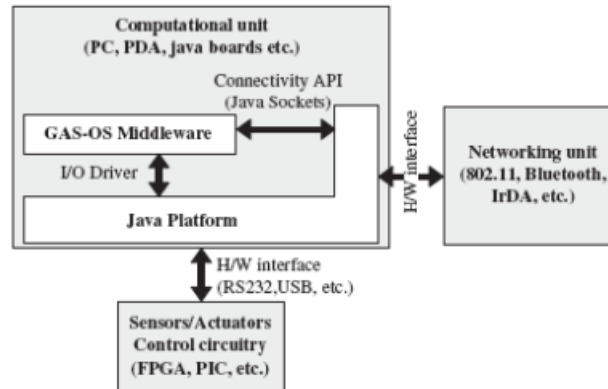 Computational unit
(PC, PDA, java boards etc.)
Connectivity API
(Java Sockets)
GAS-OS Middleware
I/O Driver
Java Platform
H/W interface
Networking unit
(802.11, Bluetooth,
IrDA, etc.)
H/W interface
(RS232,USB, etc.)
Sensors/Actuators
Control circuitry
(FPGA, PIC, etc.)